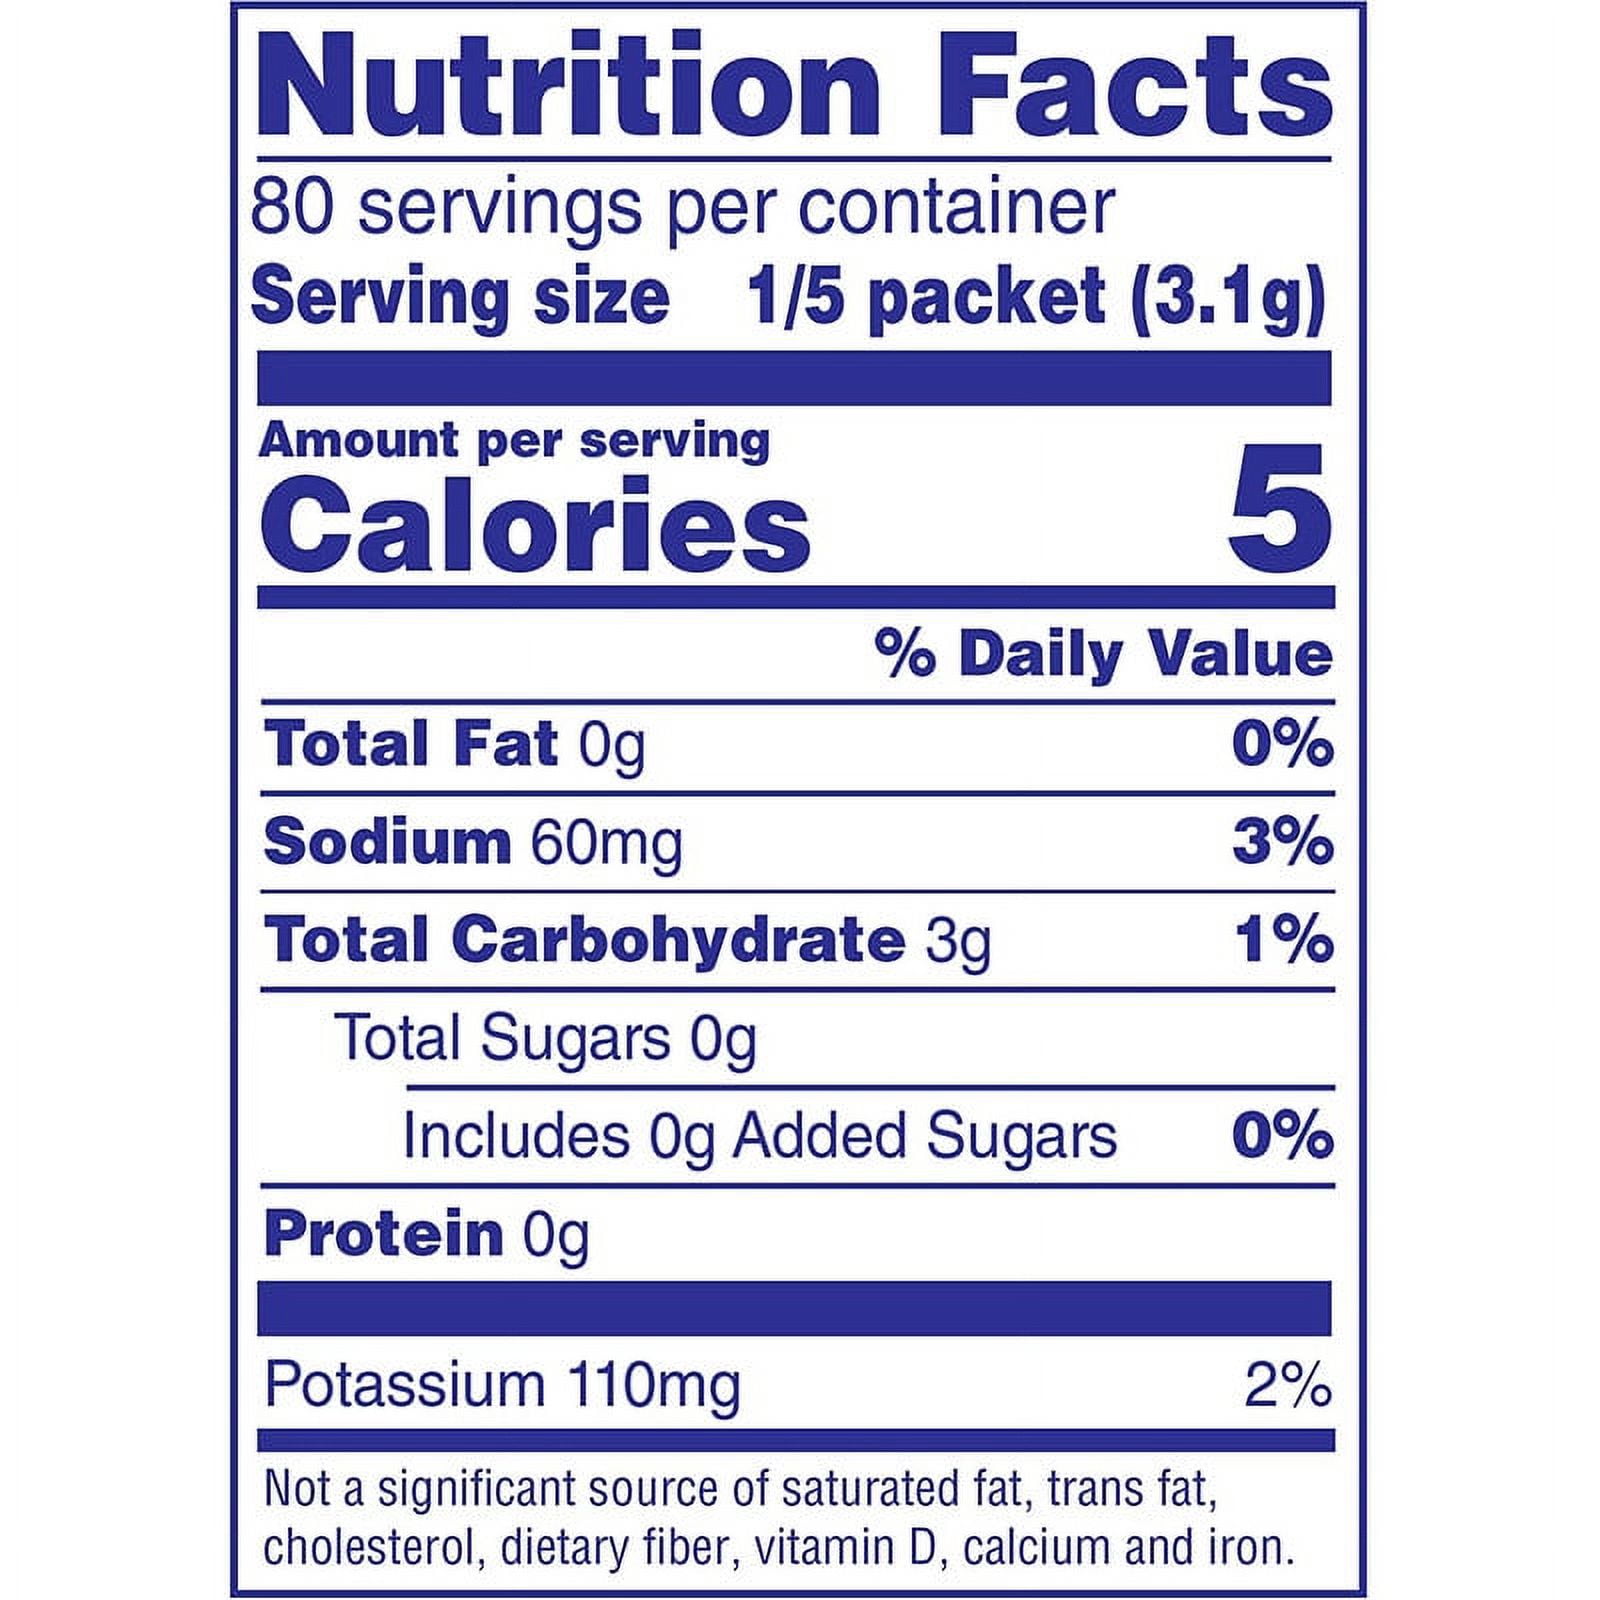 Nutrition Facts
80 servings per container
Serving size 1/5 packet (3.1g)
Amount per serving
Calories 5
% Daily Value
Total Fat 0g 0%
Sodium 60mg 3%
Total Carbohydrate 3g 1%
Total Sugars 0g
Includes 0g Added Sugars 0%
Protein 0g
Potassium 110mg 2%
Not a significant source of saturated fat, trans fat,
cholesterol, dietary fiber, vitamin D, calcium and iron.